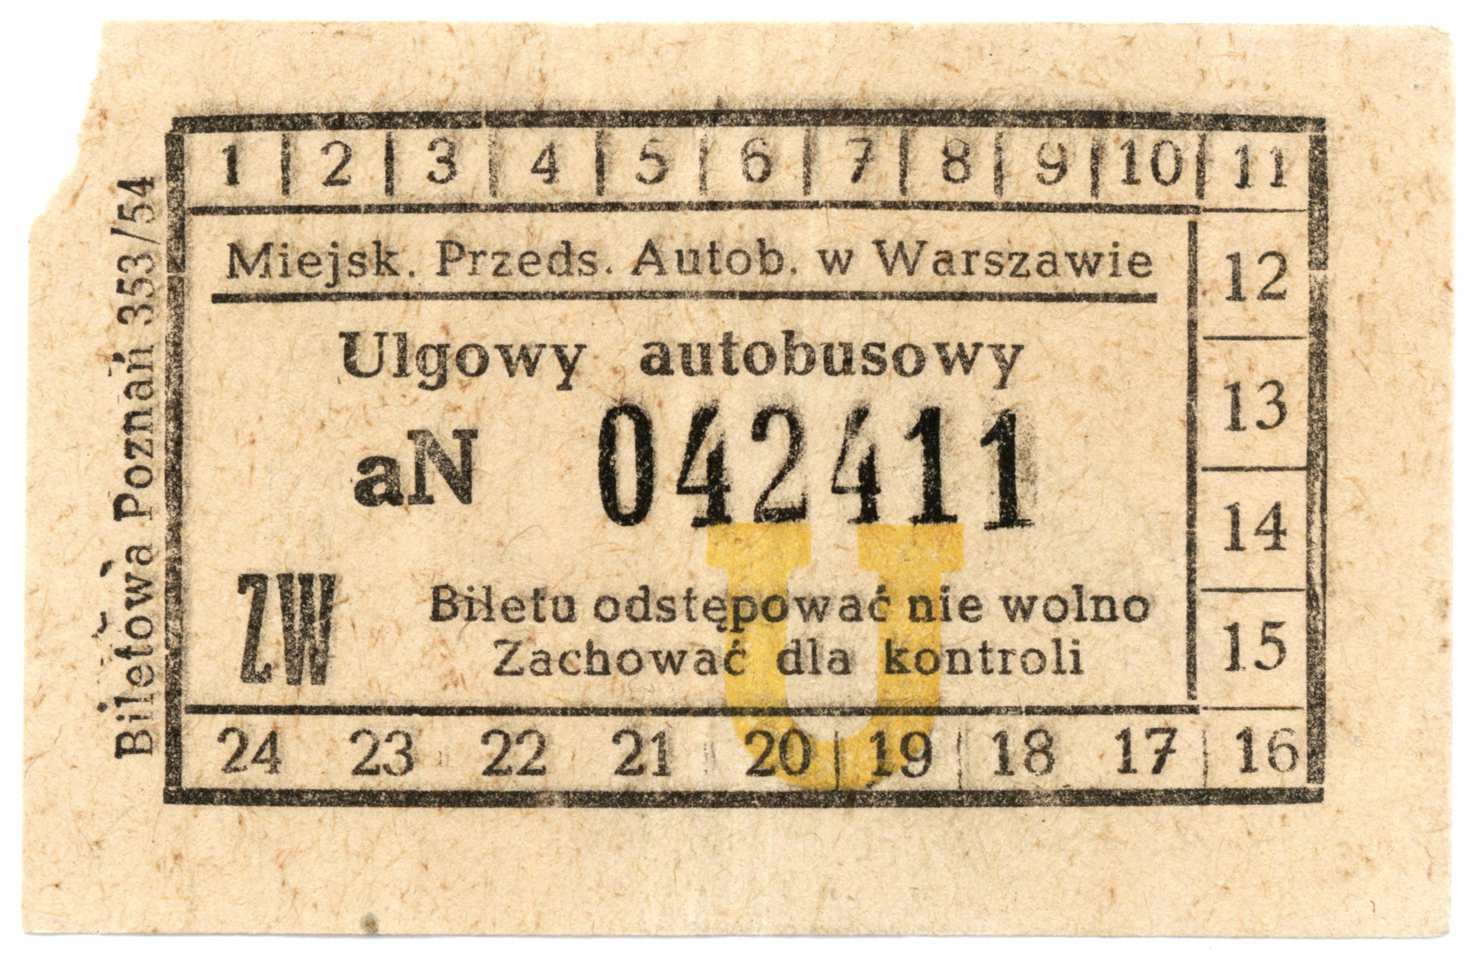 1 2 3 4 5 6 7 8 9 10 11
Miejsk. Przeds. Autob. w Warszawie
12
Ulgowy autobusowy
13
aN 042411
14
U
ZW
Biletu odstępować nie wolno
Zachować dla kontroli
15
24 23 22 21 20 19 18 17 16
Biletowa Poznań 353/54